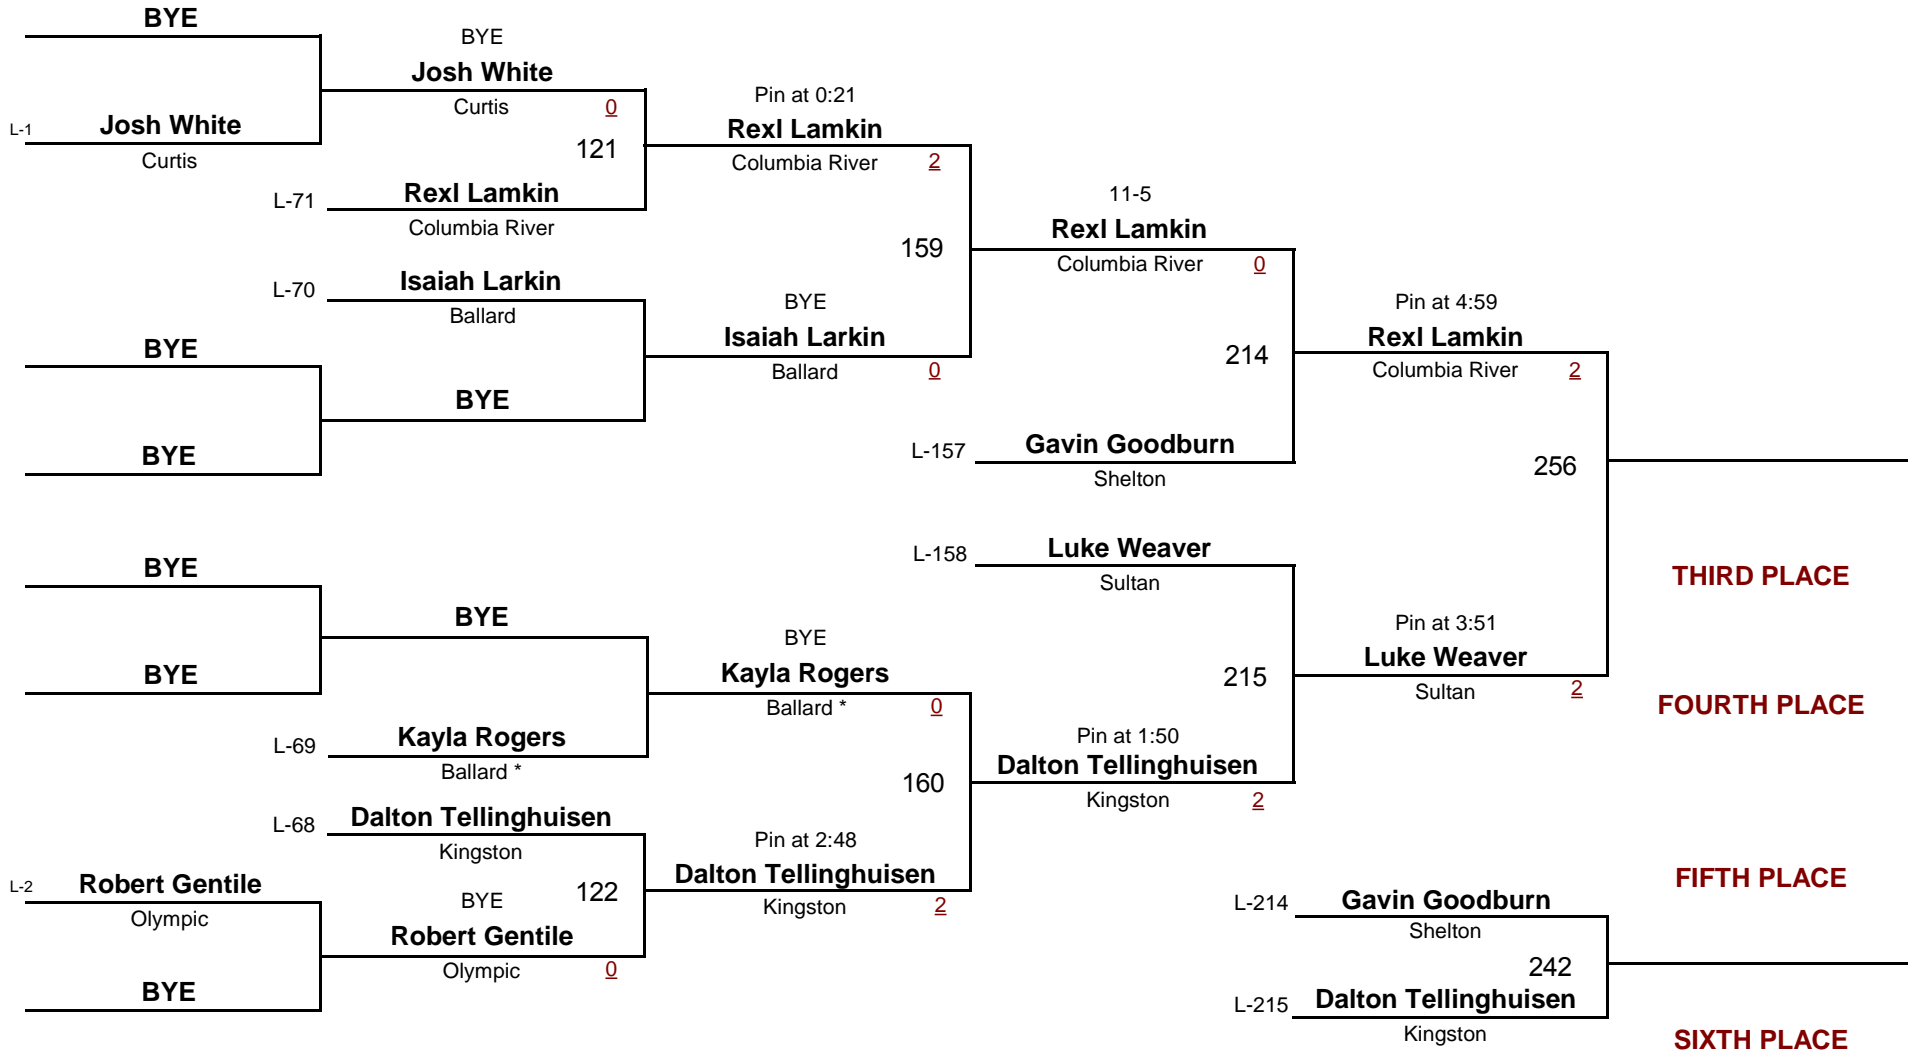 BYE
BYE
Josh White
Curtis
0
L-1
Josh White
Curtis
121
L-71
Rexl Lamkin
Columbia River
Pin at 0:21
Rexl Lamkin
Columbia River
2
L-70
Isaiah Larkin
Ballard
159
BYE
Isaiah Larkin
Ballard
0
BYE
BYE
BYE
11-5
Rexl Lamkin
Columbia River
0
214
L-157
Gavin Goodburn
Shelton
Pin at 4:59
Rexl Lamkin
Columbia River
2
256
L-158
Luke Weaver
Sultan
THIRD PLACE
BYE
BYE
BYE
BYE
Kayla Rogers
Ballard *
0
L-69
Kayla Rogers
Ballard *
215
Pin at 3:51
Luke Weaver
Sultan
2
FOURTH PLACE
Pin at 1:50
Dalton Tellinghuisen
Kingston
2
160
L-68
Dalton Tellinghuisen
Kingston
Pin at 2:48
Dalton Tellinghuisen
Kingston
2
L-2
Robert Gentile
Olympic
122
BYE
Robert Gentile
Olympic
0
BYE
FIFTH PLACE
L-214
Gavin Goodburn
Shelton
242
L-215
Dalton Tellinghuisen
Kingston
SIXTH PLACE